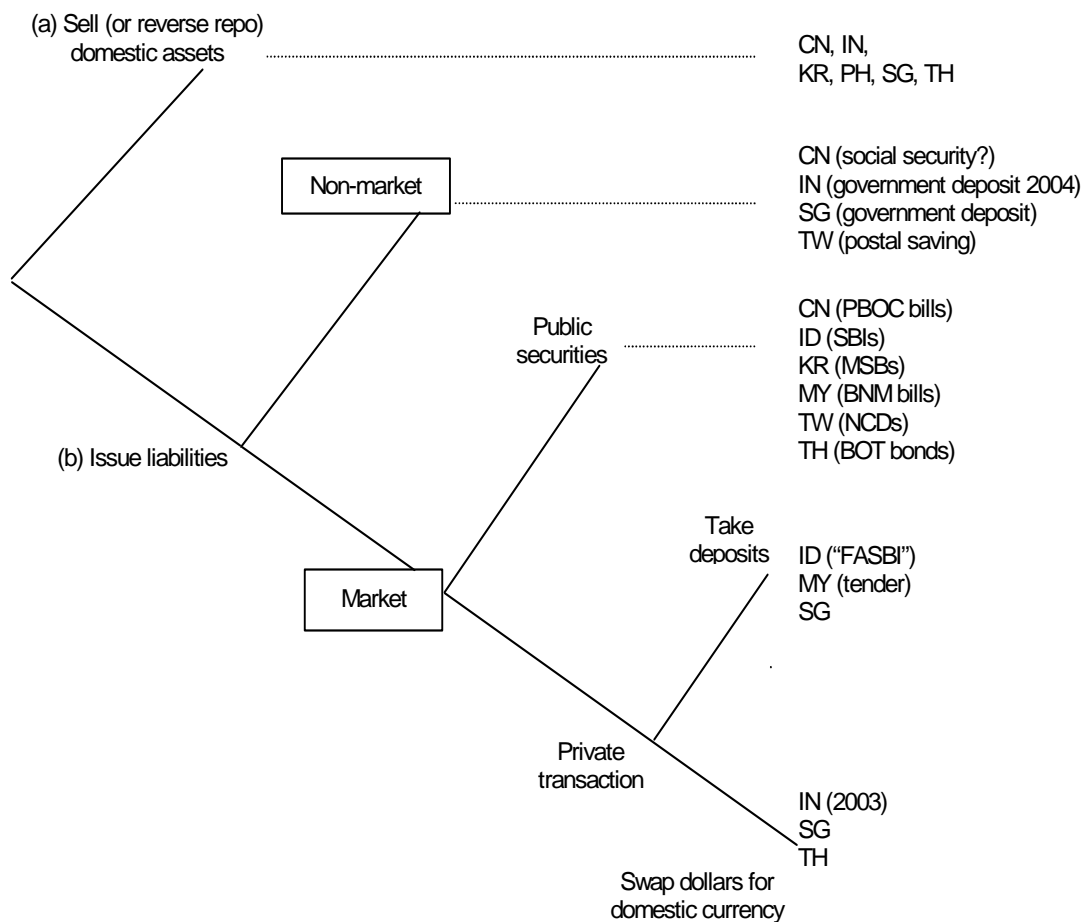 (a) Sell (or reverse repo)
domestic assets
CN, IN,
KR, PH, SG, TH
Non-market
CN (social security?)
IN (government deposit 2004)
SG (government deposit)
TW (postal saving)
Public
securities
CN (PBOC bills)
ID (SBIs)
KR (MSBs)
MY (BNM bills)
TW (NCDs)
TH (BOT bonds)
(b) Issue liabilities
Take
deposits
ID (“FASBI”)
MY (tender)
SG
Market
Private
transaction
IN (2003)
SG
TH
Swap dollars for
domestic currency